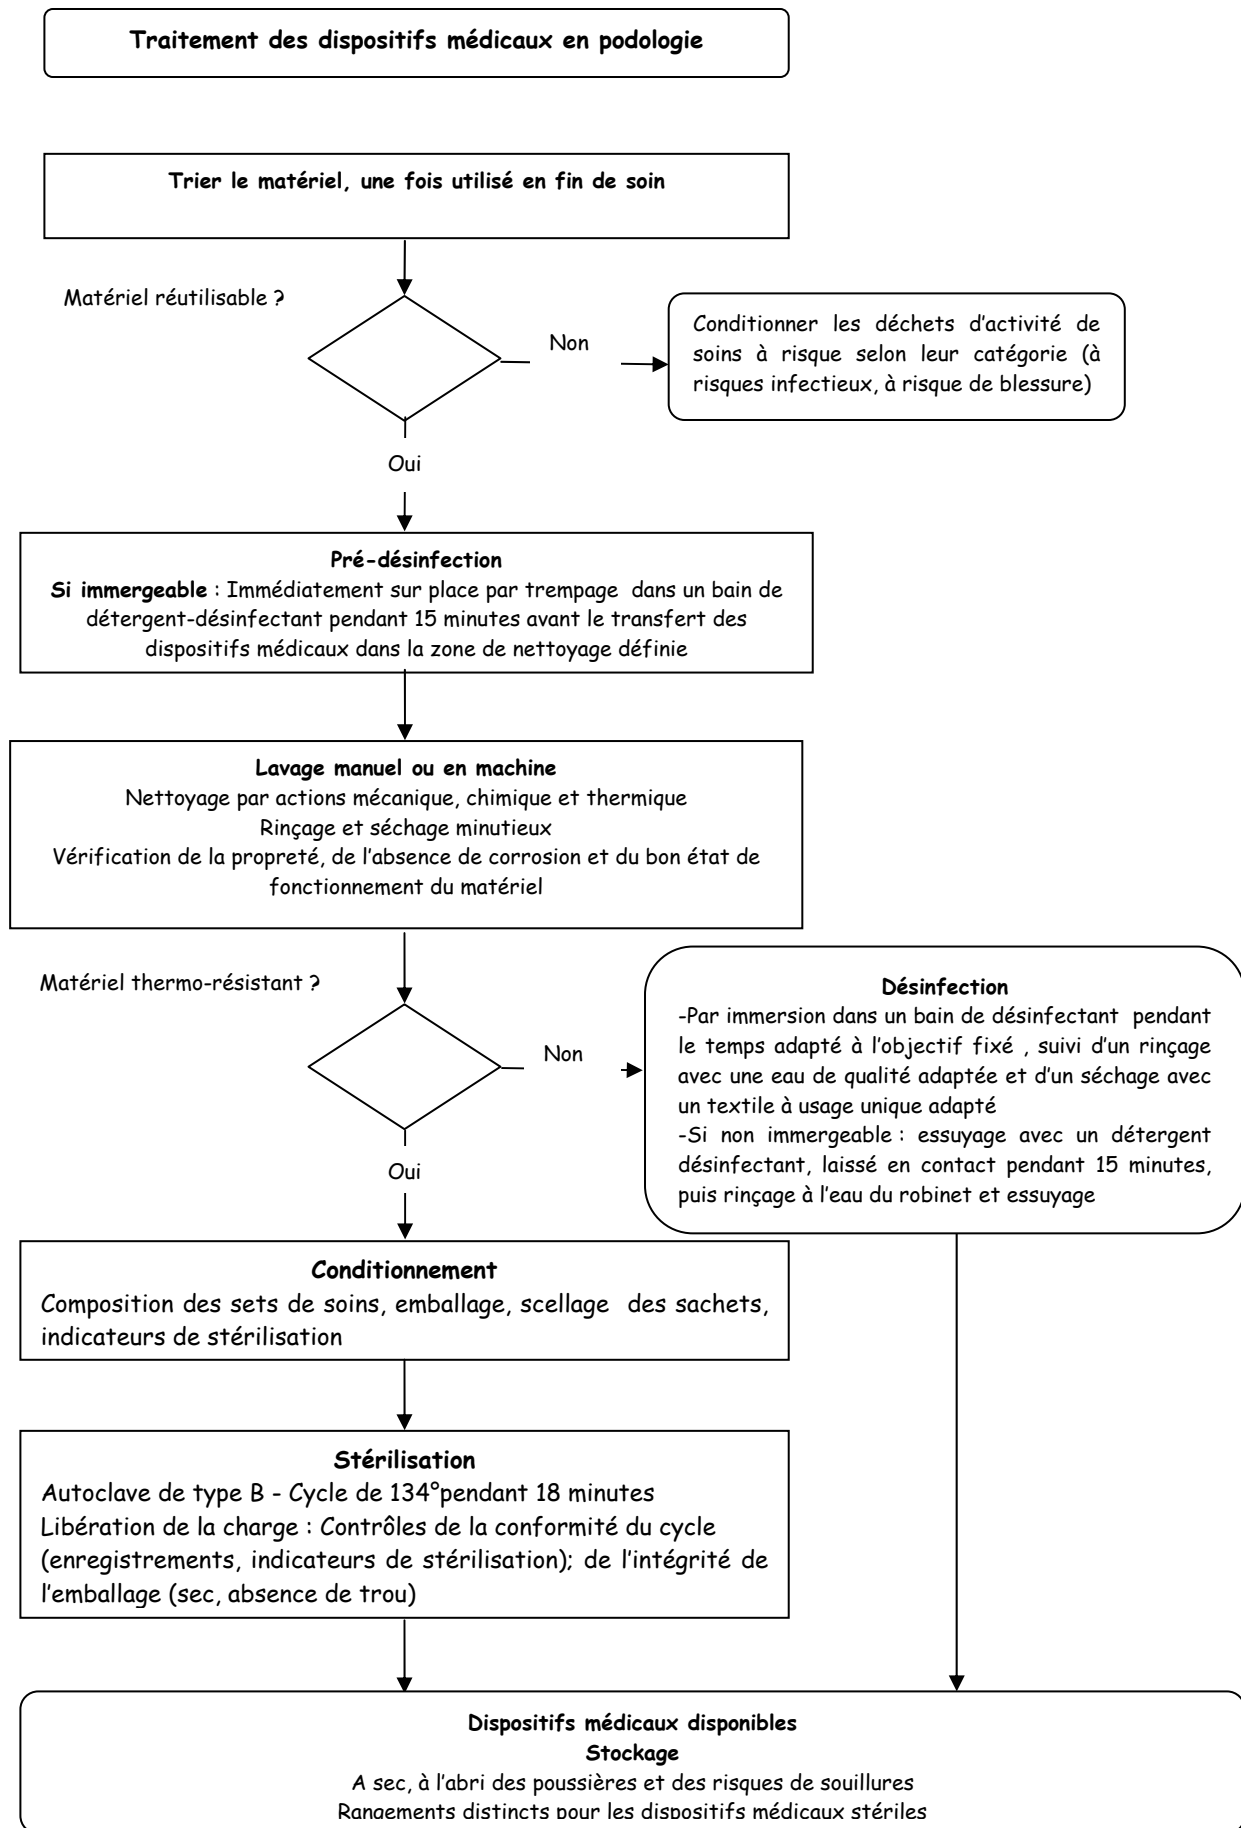 Traitement des dispositifs médicaux en podologie
Trier le matériel, une fois utilisé en fin de soin
Matériel réutilisable ?
Non
Conditionner les déchets d'activité de
soins à risque selon leur catégorie (à
risques infectieux, à risque de blessure)
Oui
Pré-désinfection
Si immergeable : Immédiatement sur place par trempage dans un bain de
détergent-désinfectant pendant 15 minutes avant le transfert des
dispositifs médicaux dans la zone de nettoyage définie
Lavage manuel ou en machine
Nettoyage par actions mécanique, chimique et thermique
Rinçage et séchage minutieux
Vérification de la propreté, de l'absence de corrosion et du bon état de
fonctionnement du matériel
Matériel thermo-résistant ?
Non
Désinfection
-Par immersion dans un bain de désinfectant pendant
le temps adapté à l'objectif fixé , suivi d'un rinçage
avec une eau de qualité adaptée et d'un séchage avec
un textile à usage unique adapté
-Si non immergeable : essuyage avec un détergent
désinfectant, laissé en contact pendant 15 minutes,
puis rinçage à l'eau du robinet et essuyage
Oui
Conditionnement
Composition des sets de soins, emballage, scellage des sachets,
indicateurs de stérilisation
Stérilisation
Autoclave de type B - Cycle de 134°pendant 18 minutes
Libération de la charge : Contrôles de la conformité du cycle
(enregistrements, indicateurs de stérilisation); de l'intégrité de
l'emballage (sec, absence de trou)
Dispositifs médicaux disponibles
Stockage
A sec, à l'abri des poussières et des risques de souillures
Rangements distincts pour les dispositifs médicaux stériles